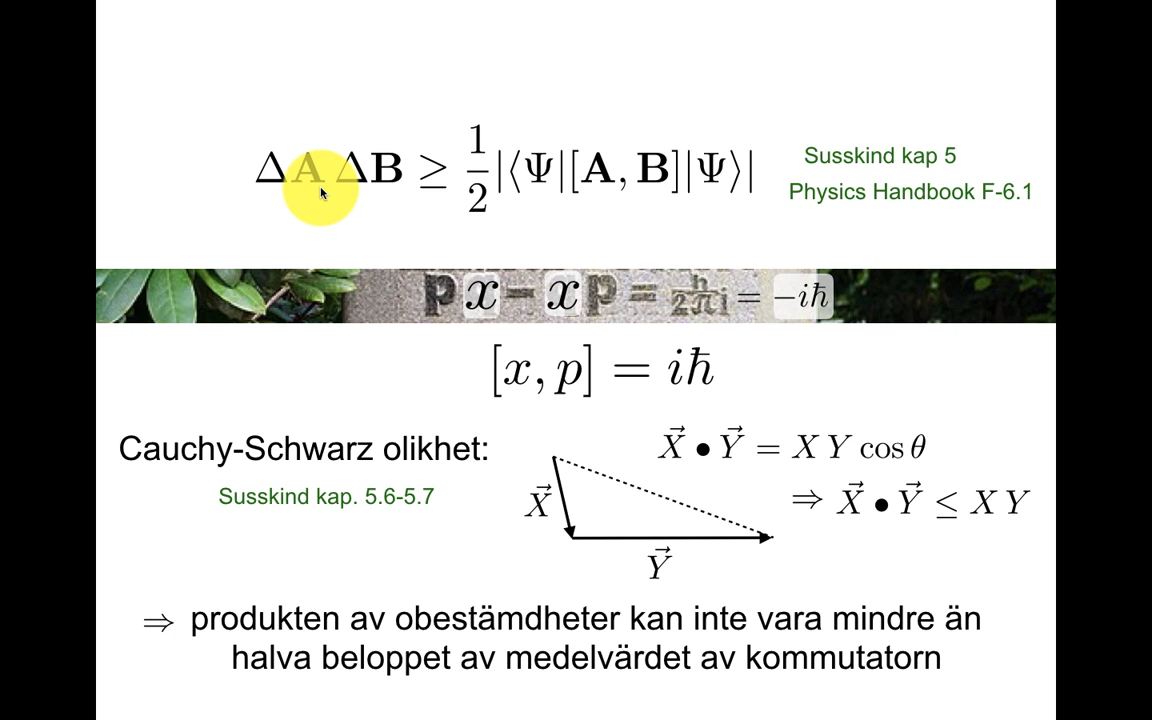 ΔA ΔB ≥ 1/2 |⟨Ψ|[A, B]|Ψ⟩|
Susskind kap 5
Physics Handbook F-6.1
px − xp = h/2πi = −iħ
[x, p] = iħ
Cauchy-Schwarz olikhet:
Susskind kap. 5.6-5.7
X⃗ • Y⃗ = X Y cos θ
⇒ X⃗ • Y⃗ ≤ X Y
X⃗
Y⃗
⇒ produkten av obestämdheter kan inte vara mindre än
halva beloppet av medelvärdet av kommutatorn